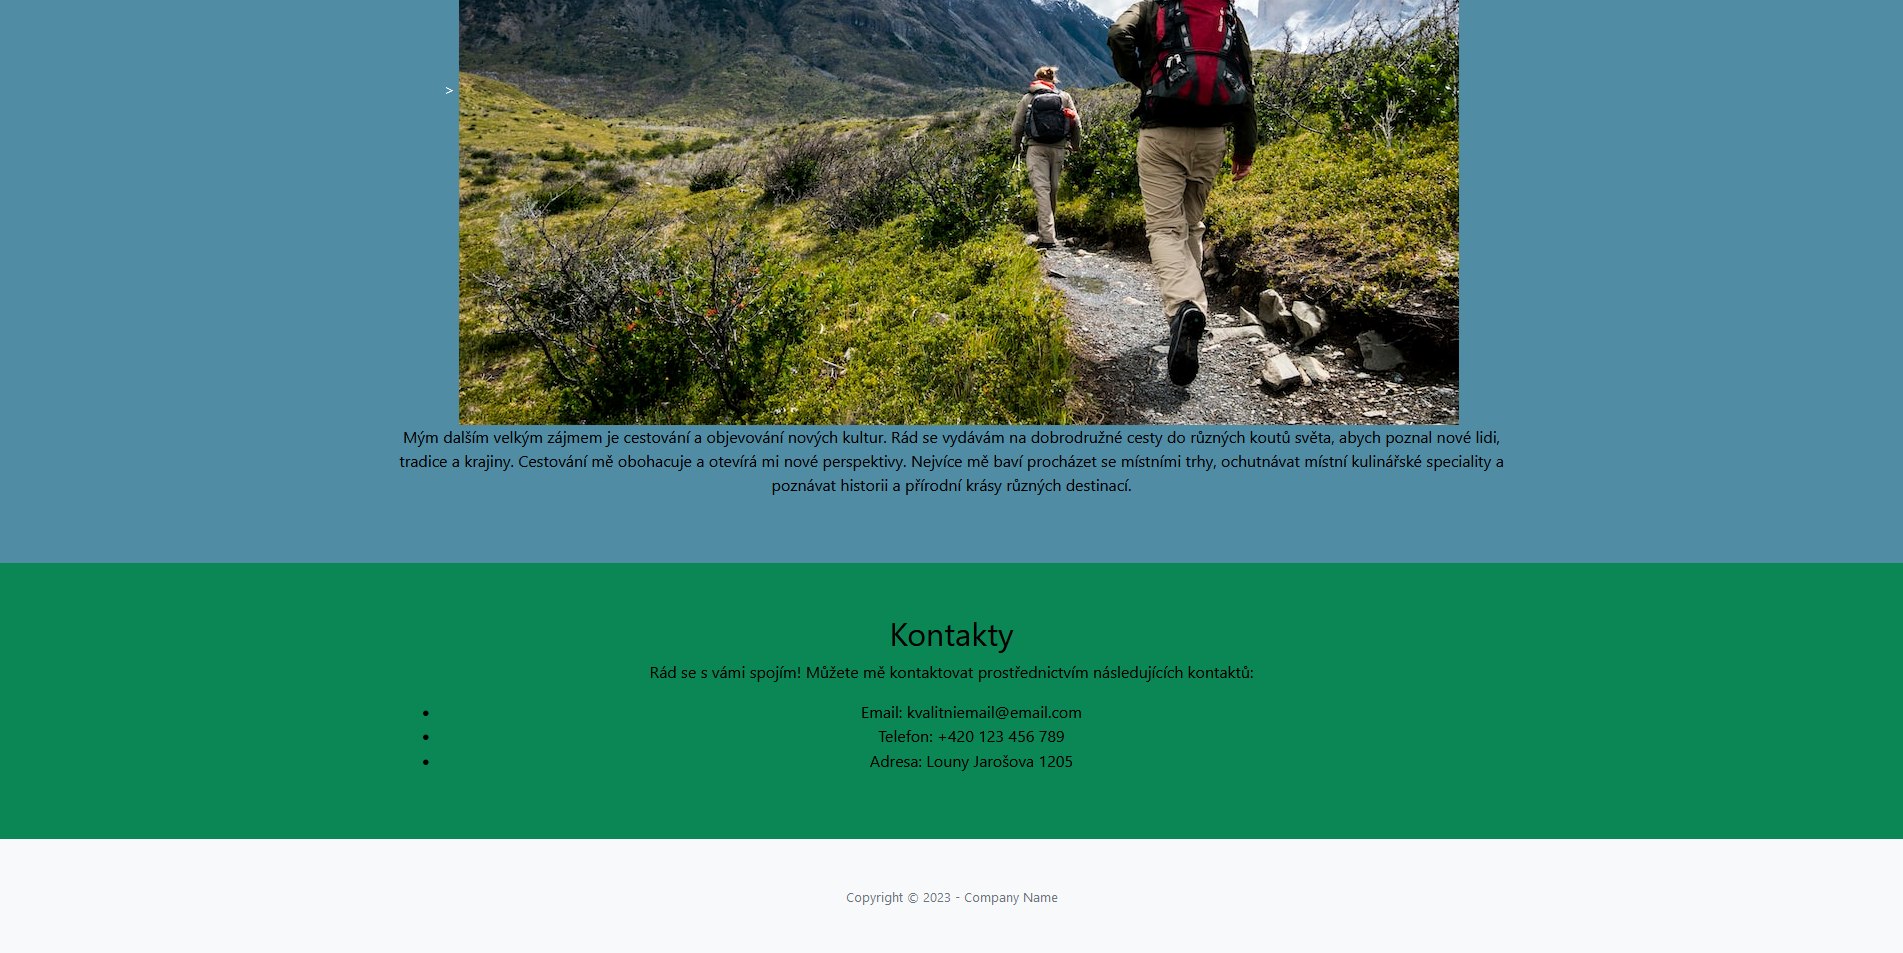 >
Mým dalším velkým zájmem je cestování a objevování nových kultur. Rád se vydávám na dobrodružné cesty do různých koutů světa, abych poznal nové lidi,
tradice a krajiny. Cestování mě obohacuje a otevírá mi nové perspektivy. Nejvíce mě baví procházet se místními trhy, ochutnávat místní kulinářské speciality a
poznávat historii a přírodní krásy různých destinací.
Kontakty
Rád se s vámi spojím! Můžete mě kontaktovat prostřednictvím následujících kontaktů:
• Email: kvalitniemail@email.com
• Telefon: +420 123 456 789
• Adresa: Louny Jarošova 1205
Copyright © 2023 - Company Name